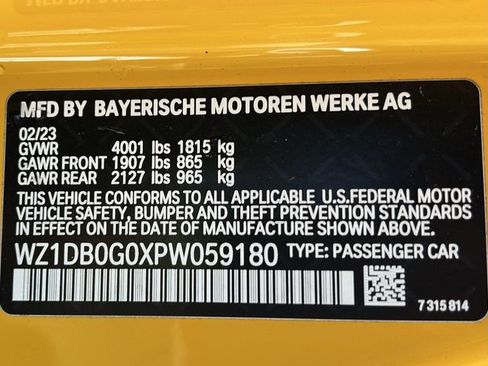 MFD BY BAYERISCHE MOTOREN WERKE AG
02/23
GVWR 4001 lbs 1815 kg
GAWR FRONT 1907 lbs 865 kg
GAWR REAR 2127 lbs 965 kg
THIS VEHICLE CONFORMS TO ALL APPLICABLE U.S.FEDERAL MOTOR
VEHICLE SAFETY, BUMPER AND THEFT PREVENTION STANDARDS
IN EFFECT ON THE DATE OF MANUFACTURE SHOWN ABOVE.
WZ1DB0G0XPW059180 TYPE: PASSENGER CAR
7 315 814